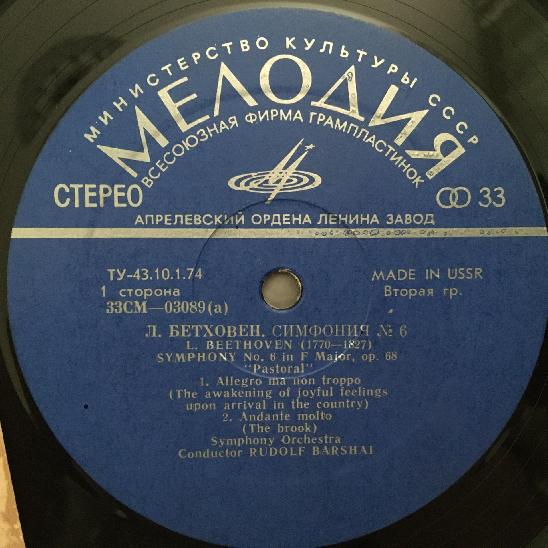 МИНИСТЕРСТВО КУЛЬТУРЫ СССР
МЕЛОДИЯ
ВСЕСОЮЗНАЯ ФИРМА ГРАМПЛАСТИНОК
СТЕРЕО
33
АПРЕЛЕВСКИЙ ОРДЕНА ЛЕНИНА ЗАВОД
ТУ-43.10.1.74
MADE IN USSR
1 сторона
Вторая гр.
33СМ—03089(а)
Л. БЕТХОВЕН. СИМФОНИЯ № 6
L. BEETHOVEN (1770—1827)
SYMPHONY No. 6 in F Major, op. 68
"Pastoral"
1. Allegro ma non troppo
(The awakening of joyful feelings
upon arrival in the country)
2. Andante molto
(The brook)
Symphony Orchestra
Conductor RUDOLF BARSHAI